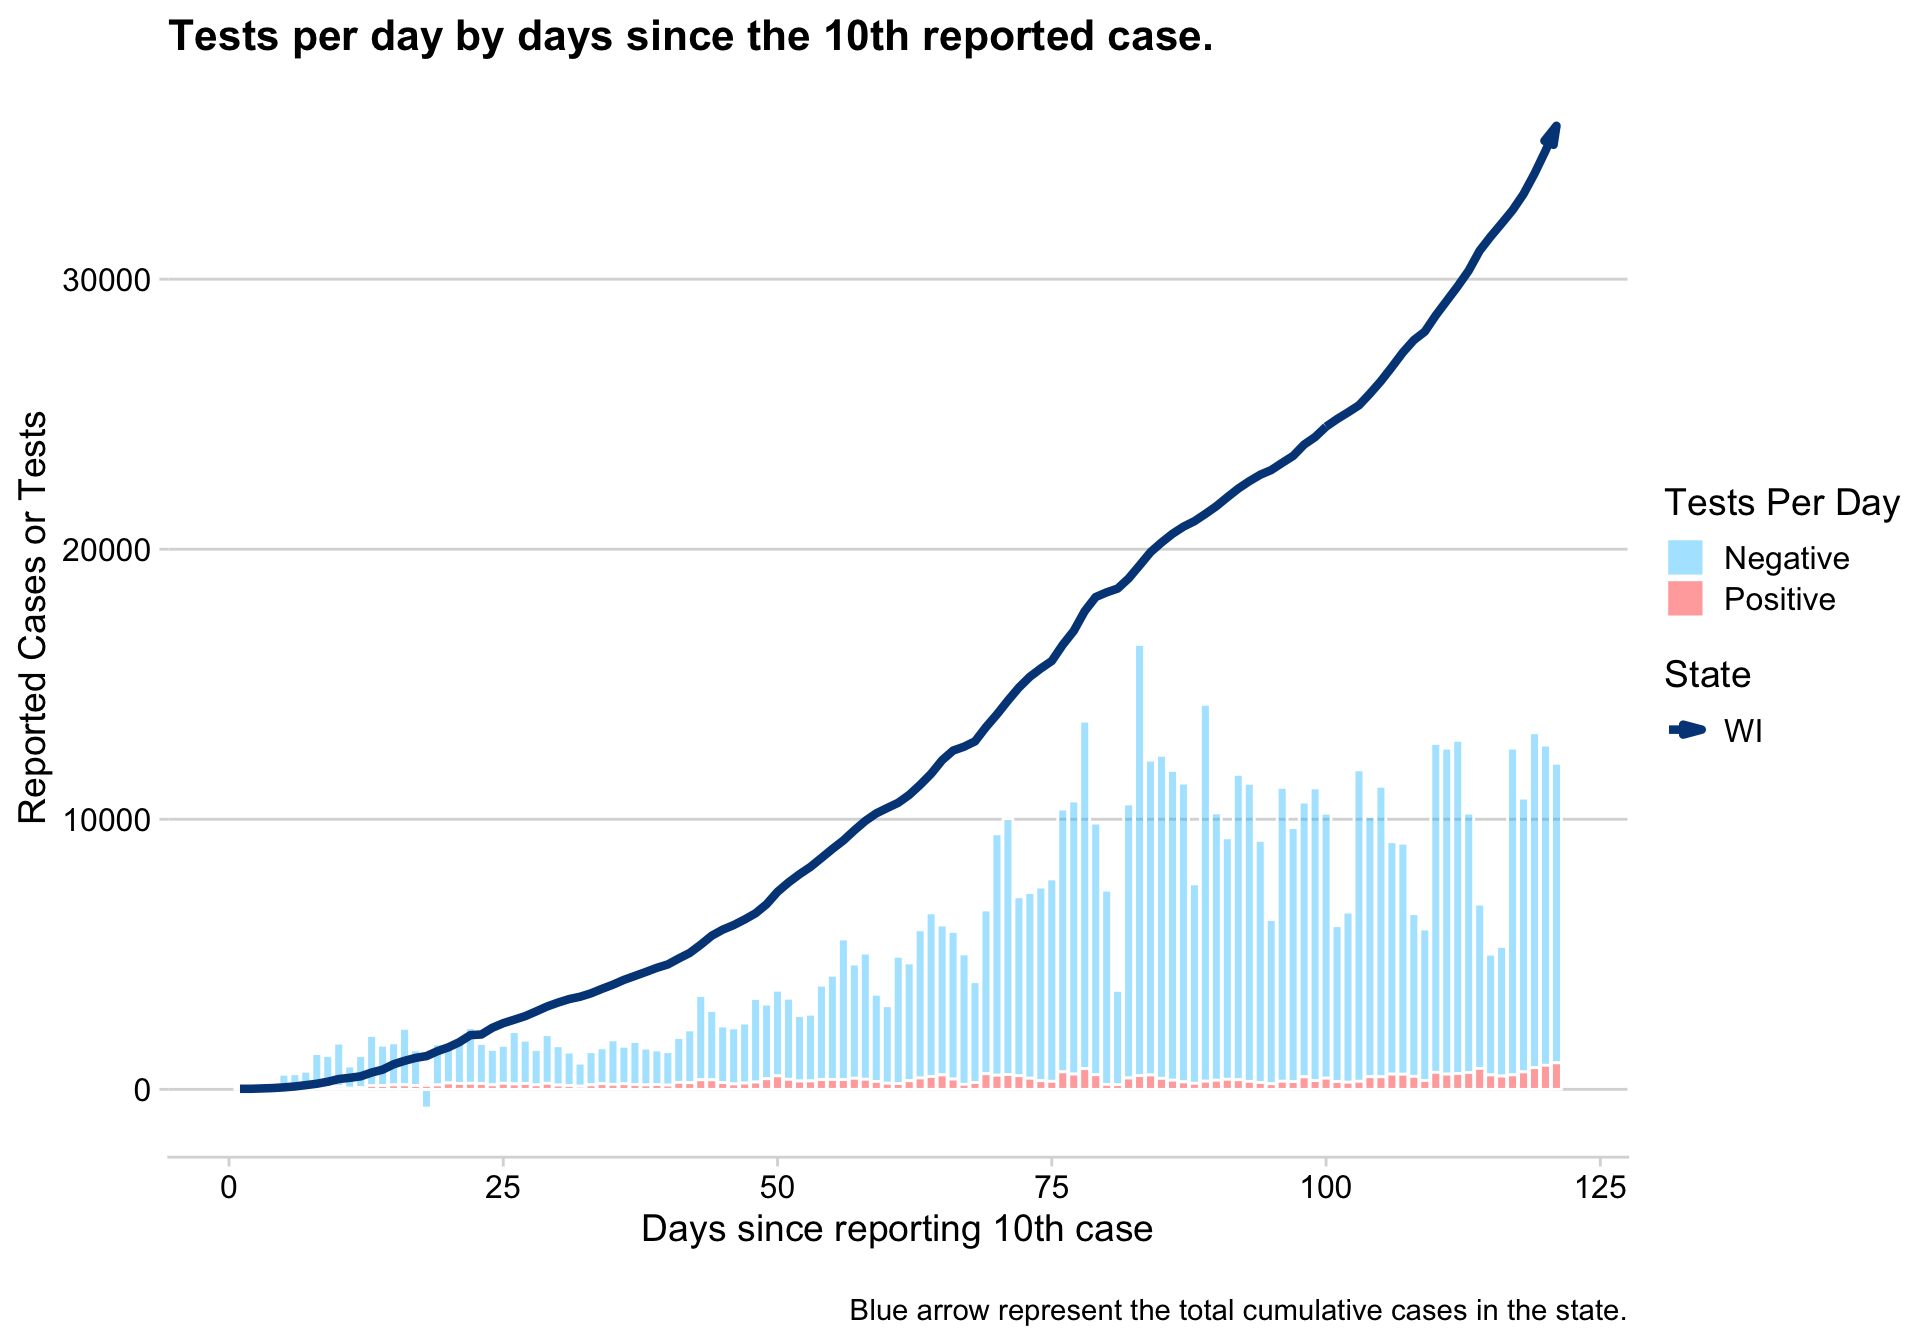 Tests per day by days since the 10th reported case.
Reported Cases or Tests
30000
20000
10000
0
0 25 50 75 100 125
Days since reporting 10th case
Tests Per Day
Negative
Positive
State
WI
Blue arrow represent the total cumulative cases in the state.